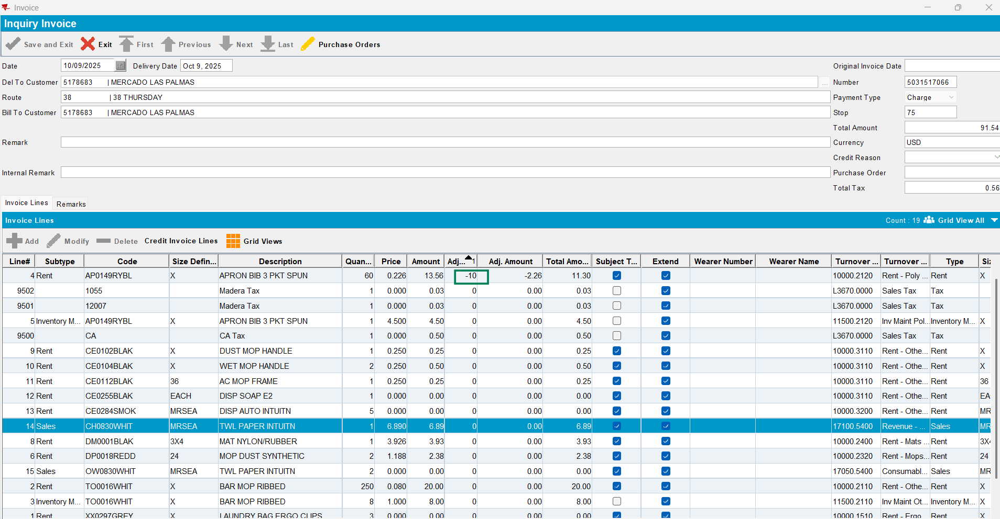 Invoice
Inquiry Invoice
Save and Exit Exit First Previous Next Last Purchase Orders
Date 10/09/2025 Delivery Date Oct 9, 2025 Original Invoice Date
Del To Customer 5178683 | MERCADO LAS PALMAS ... Number 5031517066
Route 38 | 38 THURSDAY Payment Type Charge
Bill To Customer 5178683 | MERCADO LAS PALMAS Stop 75
Total Amount 91.54
Remark Currency USD
Credit Reason
Internal Remark Purchase Order
Total Tax 0.56
Invoice Lines Remarks
Invoice Lines Count : 19 Grid View All
Add Modify Delete Credit Invoice Lines Grid Views
Line# Subtype Code Size Defin... Description Quan... Price Amount Adj... 1 Adj. Amount Total Amo... Subject T... Extend Wearer Number Wearer Name Turnover ... Turnover ... Type Siz
4 Rent AP0149RYBL X APRON BIB 3 PKT SPUN 60 0.226 13.56 -10 -2.26 11.30 10000.2120 Rent - Poly ... Rent X
9502 1055 Madera Tax 1 0.000 0.03 0 0.00 0.03 L3670.0000 Sales Tax Tax
9501 12007 Madera Tax 1 0.000 0.03 0 0.00 0.03 L3670.0000 Sales Tax Tax
5 Inventory M... AP0149RYBL X APRON BIB 3 PKT SPUN 1 4.500 4.50 0 0.00 4.50 11500.2120 Inv Maint Pol... Inventory M... X
9500 CA CA Tax 1 0.000 0.50 0 0.00 0.50 L3670.0000 Sales Tax Tax
9 Rent CE0102BLAK X DUST MOP HANDLE 1 0.250 0.25 0 0.00 0.25 10000.3110 Rent - Othe... Rent X
10 Rent CE0104BLAK X WET MOP HANDLE 2 0.250 0.50 0 0.00 0.50 10000.3110 Rent - Othe... Rent X
11 Rent CE0112BLAK 36 AC MOP FRAME 1 0.250 0.25 0 0.00 0.25 10000.3110 Rent - Othe... Rent 36
12 Rent CE0255BLAK EACH DISP SOAP E2 1 0.000 0.00 0 0.00 0.00 10000.3110 Rent - Othe... Rent EA
13 Rent CE0284SMOK MRSEA DISP AUTO INTUITN 5 0.000 0.00 0 0.00 0.00 10000.3200 Rent - Othe... Rent MR
14 Sales CH0830WHIT MRSEA TWL PAPER INTUITN 1 6.890 6.89 0 0.00 6.89 17100.5400 Revenue - ... Sales MR
8 Rent DM0001BLAK 3X4 MAT NYLON/RUBBER 1 3.926 3.93 0 0.00 3.93 10000.2400 Rent - Mats ... Rent 3X4
6 Rent DP0018REDD 24 MOP DUST SYNTHETIC 2 1.188 2.38 0 0.00 2.38 10000.2320 Rent - Mops... Rent 24
15 Sales OW0830WHIT MRSEA TWL PAPER INTUITN 2 0.000 0.00 0 0.00 0.00 17050.5400 Consumabl... Sales MR
2 Rent TO0016WHIT X BAR MOP RIBBED 250 0.080 20.00 0 0.00 20.00 10000.2110 Rent - Othe... Rent X
3 Inventory M... TO0016WHIT X BAR MOP RIBBED 8 1.000 8.00 0 0.00 8.00 11500.2110 Inv Maint Ot... Inventory M... X
1 Rent XX0297GREY X LAUNDRY BAG ERGO CLIPS 3 0.000 0.00 0 0.00 0.00 10000.1510 Rent - Ergo Rent X